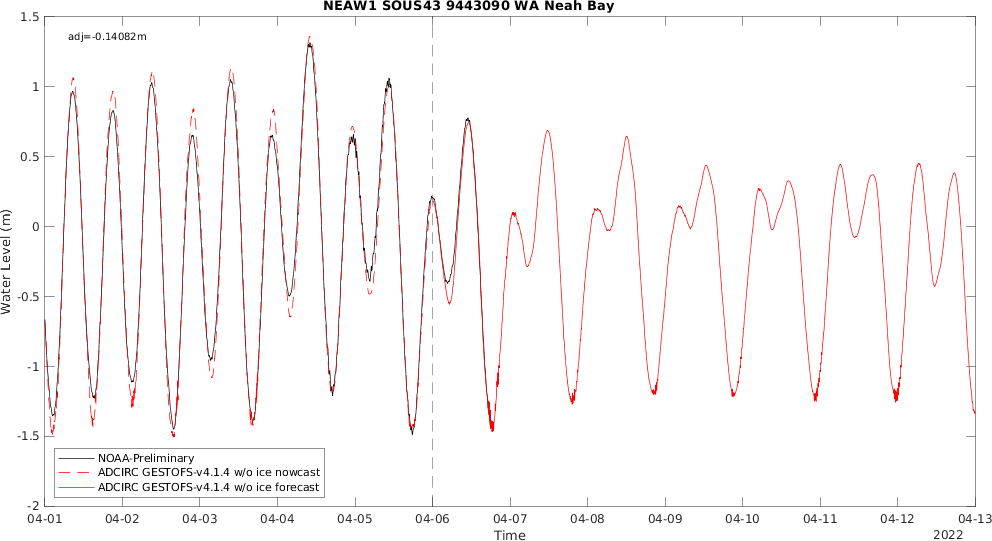 NEAW1 SOUS43 9443090 WA Neah Bay
adj=-0.14082m
1.5
1
0.5
0
-0.5
-1
-1.5
-2
Water Level (m)
NOAA-Preliminary
ADCIRC GESTOFS-v4.1.4 w/o ice nowcast
ADCIRC GESTOFS-v4.1.4 w/o ice forecast
04-01 04-02 04-03 04-04 04-05 04-06 04-07 04-08 04-09 04-10 04-11 04-12 04-13
Time
2022